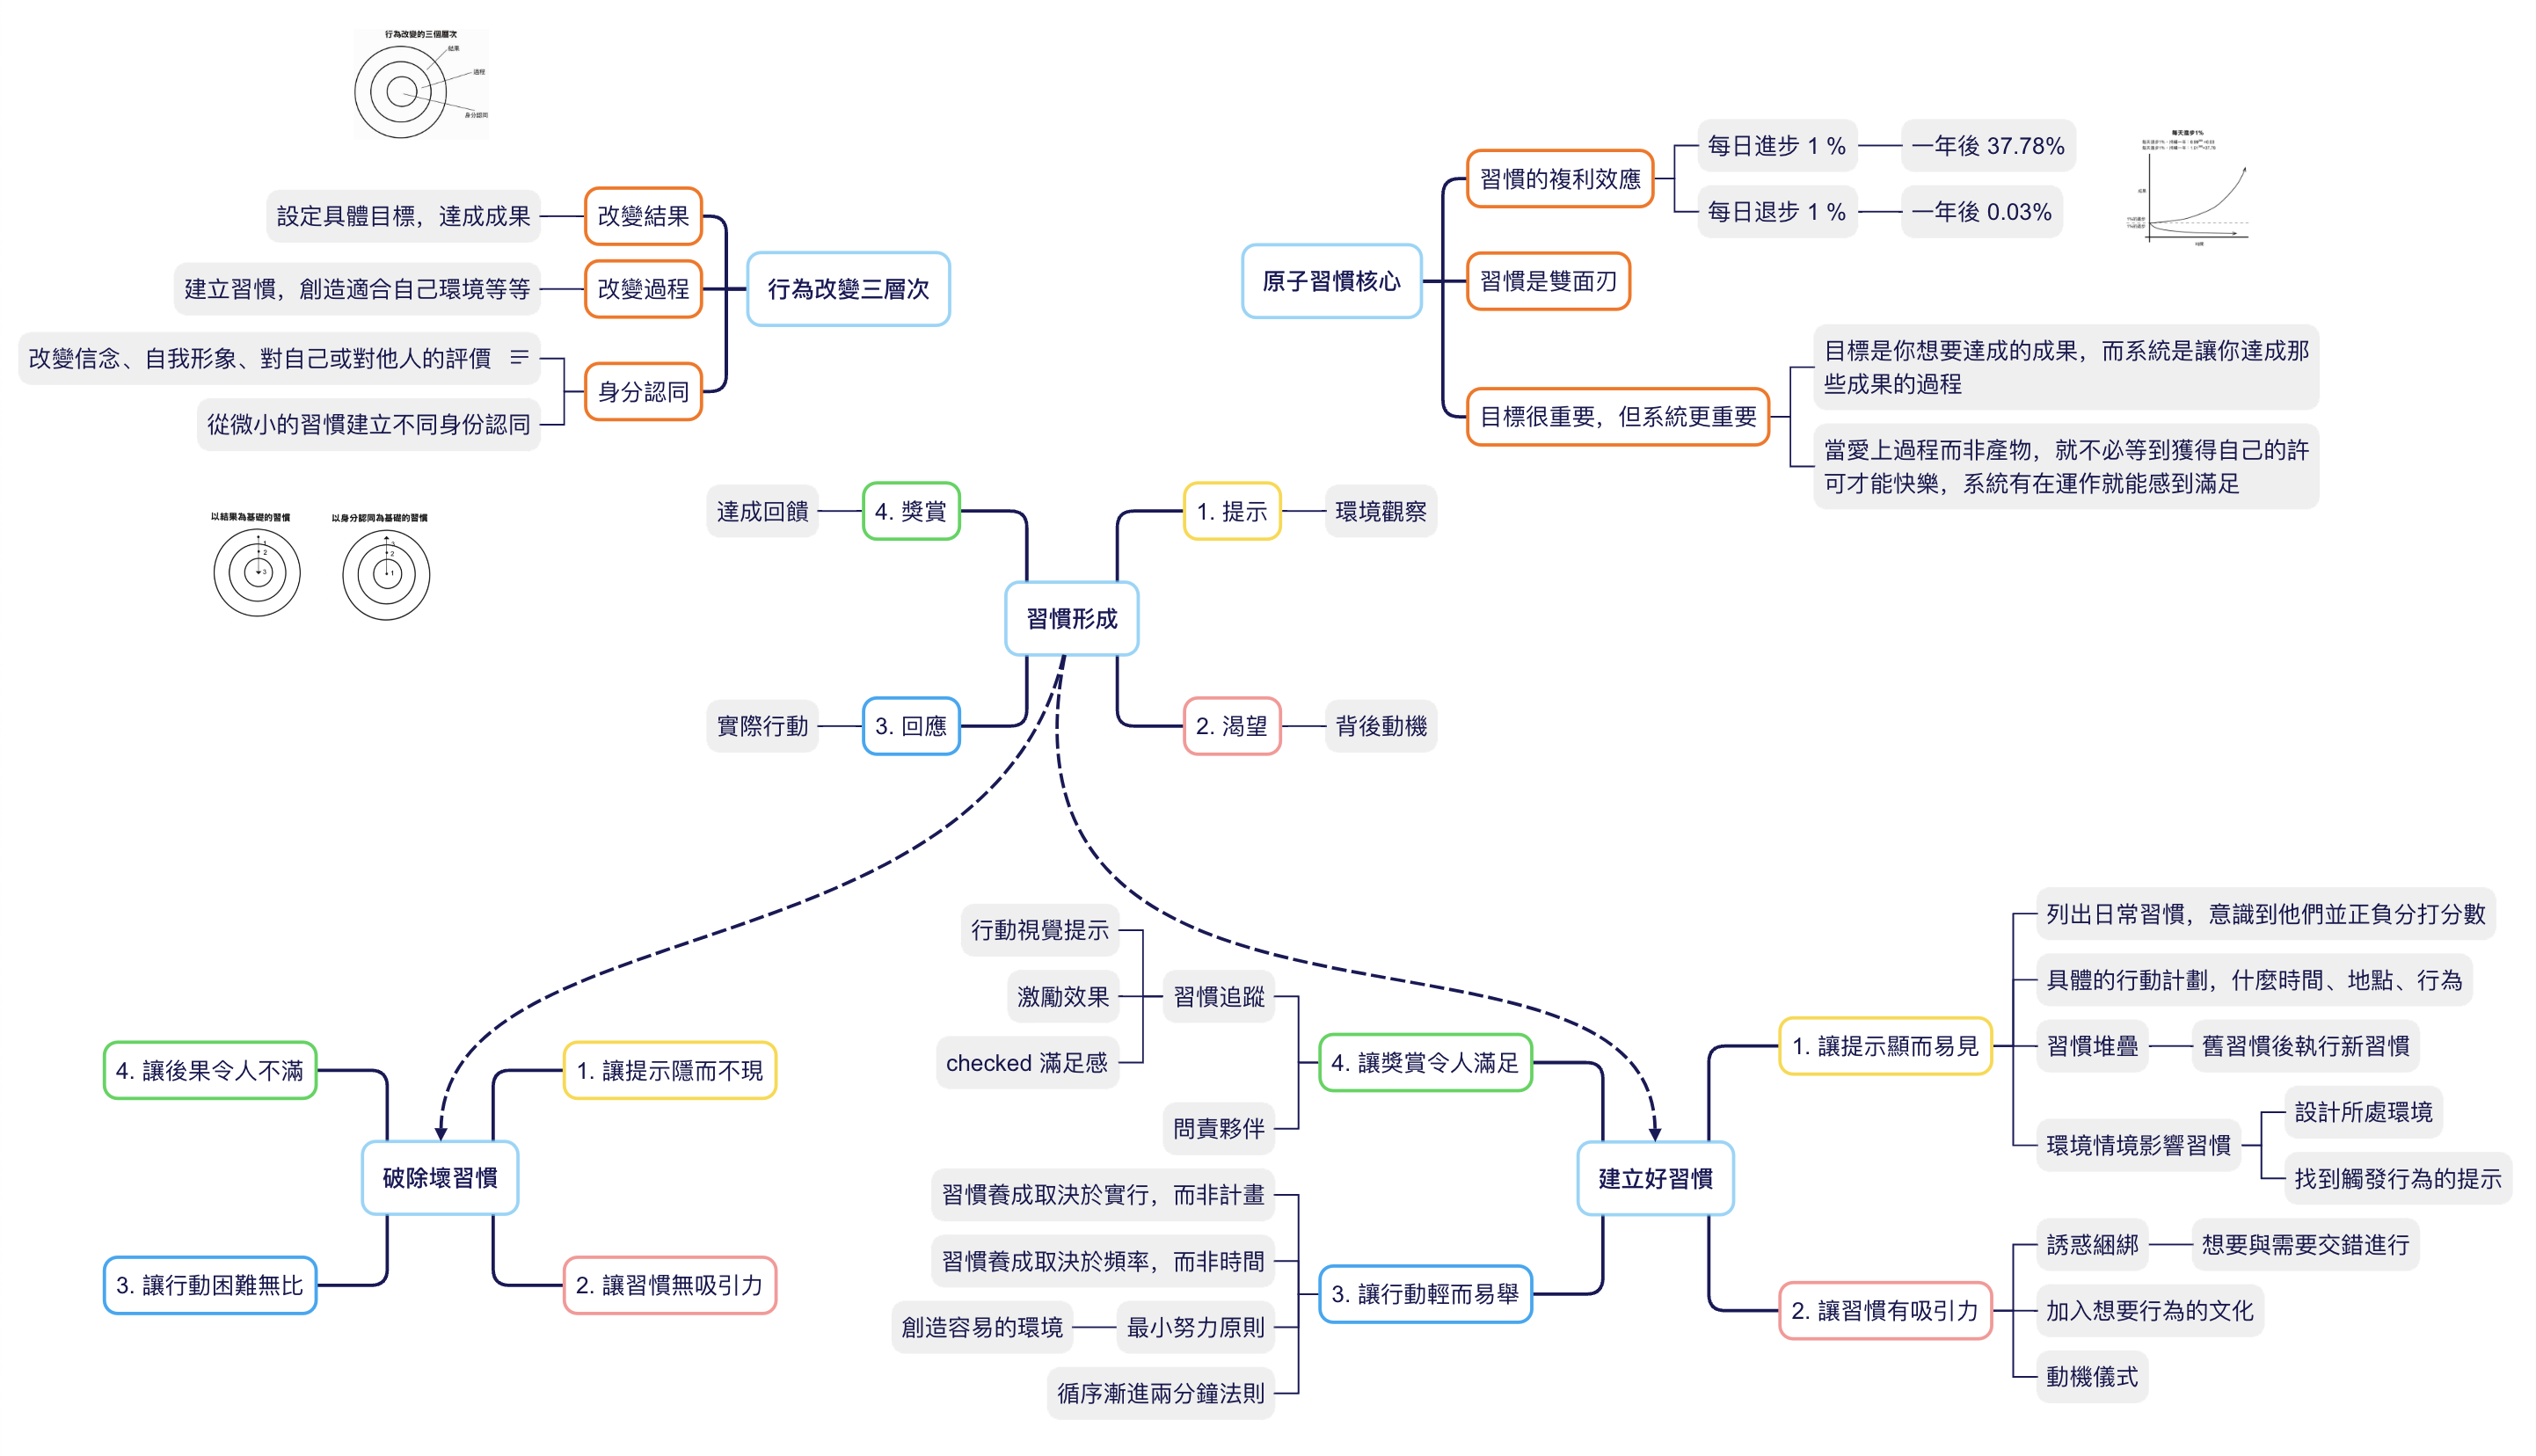 行為改變的三個層次
結果
過程
身分認同
行為改變三層次
改變結果
設定具體目標，達成成果
改變過程
建立習慣，創造適合自己環境等等
身分認同
改變信念、自我形象、對自己或對他人的評價
從微小的習慣建立不同身份認同
以結果為基礎的習慣
1
2
3
以身分認同為基礎的習慣
3
2
1
原子習慣核心
習慣的複利效應
每日進步 1 %
一年後 37.78%
每日退步 1 %
一年後 0.03%
每天進步1%
成果
時間
習慣是雙面刃
目標很重要，但系統更重要
目標是你想要達成的成果，而系統是讓你達成那
些成果的過程
當愛上過程而非產物，就不必等到獲得自己的許
可才能快樂，系統有在運作就能感到滿足
習慣形成
1. 提示
環境觀察
2. 渴望
背後動機
3. 回應
實際行動
4. 獎賞
達成回饋
破除壞習慣
1. 讓提示隱而不現
2. 讓習慣無吸引力
3. 讓行動困難無比
4. 讓後果令人不滿
建立好習慣
1. 讓提示顯而易見
列出日常習慣，意識到他們並正負分打分數
具體的行動計劃，什麼時間、地點、行為
習慣堆疊
舊習慣後執行新習慣
環境情境影響習慣
設計所處環境
找到觸發行為的提示
2. 讓習慣有吸引力
誘惑綑綁
想要與需要交錯進行
加入想要行為的文化
動機儀式
3. 讓行動輕而易舉
習慣養成取決於實行，而非計畫
習慣養成取決於頻率，而非時間
最小努力原則
創造容易的環境
循序漸進兩分鐘法則
4. 讓獎賞令人滿足
習慣追蹤
行動視覺提示
激勵效果
checked 滿足感
問責夥伴